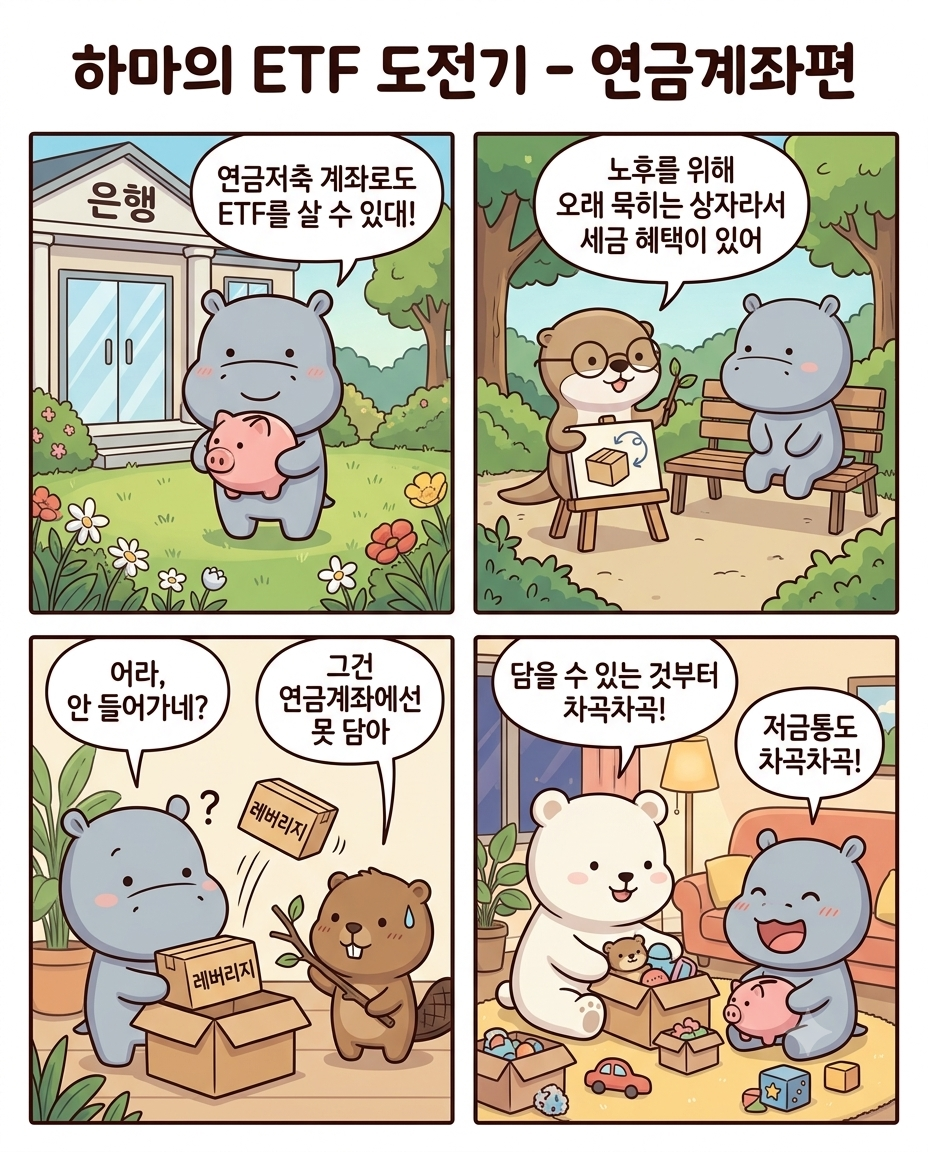 하마의 ETF 도전기 - 연금계좌편
은행
연금저축 계좌로도
ETF를 살 수 있대!
노후를 위해
오래 묵히는 상자라서
세금 혜택이 있어
어라,
안 들어가네?
그건
연금계좌에선
못 담아
?
레버리지
레버리지
담을 수 있는 것부터
차곡차곡!
저금통도
차곡차곡!